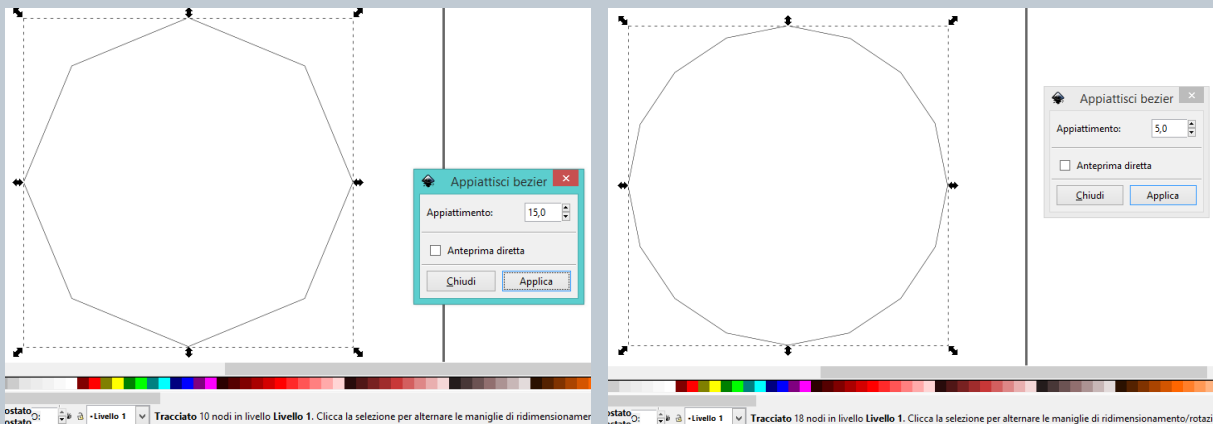 Appiattisci bezier
Appiattimento: 15,0
Anteprima diretta
Chiudi Applica
Livello 1 Tracciato 10 nodi in livello Livello 1. Clicca la selezione per alternare le maniglie di ridimensionamen
Appiattisci bezier
Appiattimento: 5,0
Anteprima diretta
Chiudi Applica
Livello 1 Tracciato 18 nodi in livello Livello 1. Clicca la selezione per alternare le maniglie di ridimensionamento/rotazi